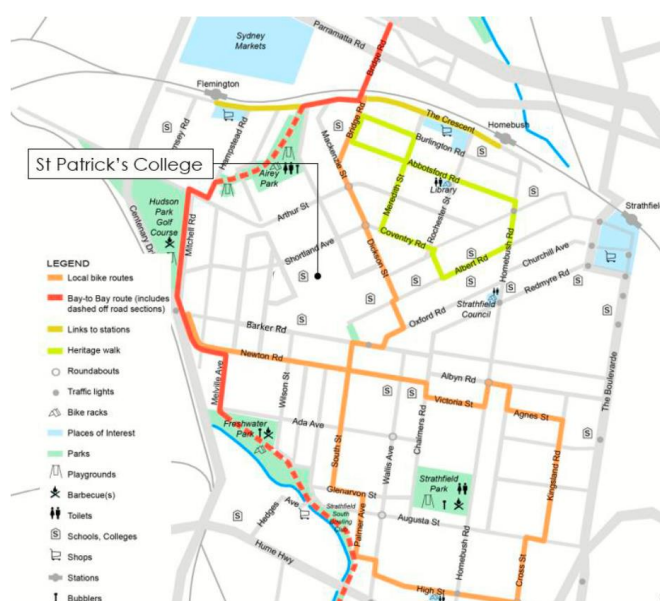 Sydney
Markets
Parramatta Rd
Bridge Rd
Flemington
The Crescent
Homebush
Hampstead Rd
Bridge Rd
Burlington Rd
Mackenzie St
Abbotsford Rd
St Patrick's College
Airey
Park
Meredith St
Library
Rochester St
Strathfield
Hudson
Park
Golf
Course
Mitchell Rd
Arthur St
Coventry Rd
Homebush Rd
Churchill Ave
Shortland Ave
Dickson St
Albert Rd
Redmyre Rd
Strathfield
Council
Oxford Rd
Barker Rd
Newton Rd
Albyn Rd
The Boulevarde
Melville Ave
Wilson St
Victoria St
Agnes St
Ada Ave
South St
Wallis Ave
Chalmers Rd
Freshwater
Park
Kingsland Rd
Strathfield
Park
Glenarvon St
Hedges
Ave
Strathfield
South
Bowling
Palmer Ave
Augusta St
Homebush Rd
Hume Hwy
Cross St
High St
LEGEND
Local bike routes
Bay-to Bay route (includes
dashed off road sections)
Links to stations
Heritage walk
Roundabouts
Traffic lights
Bike racks
Places of Interest
Parks
Playgrounds
Barbecue(s)
Toilets
Schools, Colleges
Shops
Stations
Bubblers